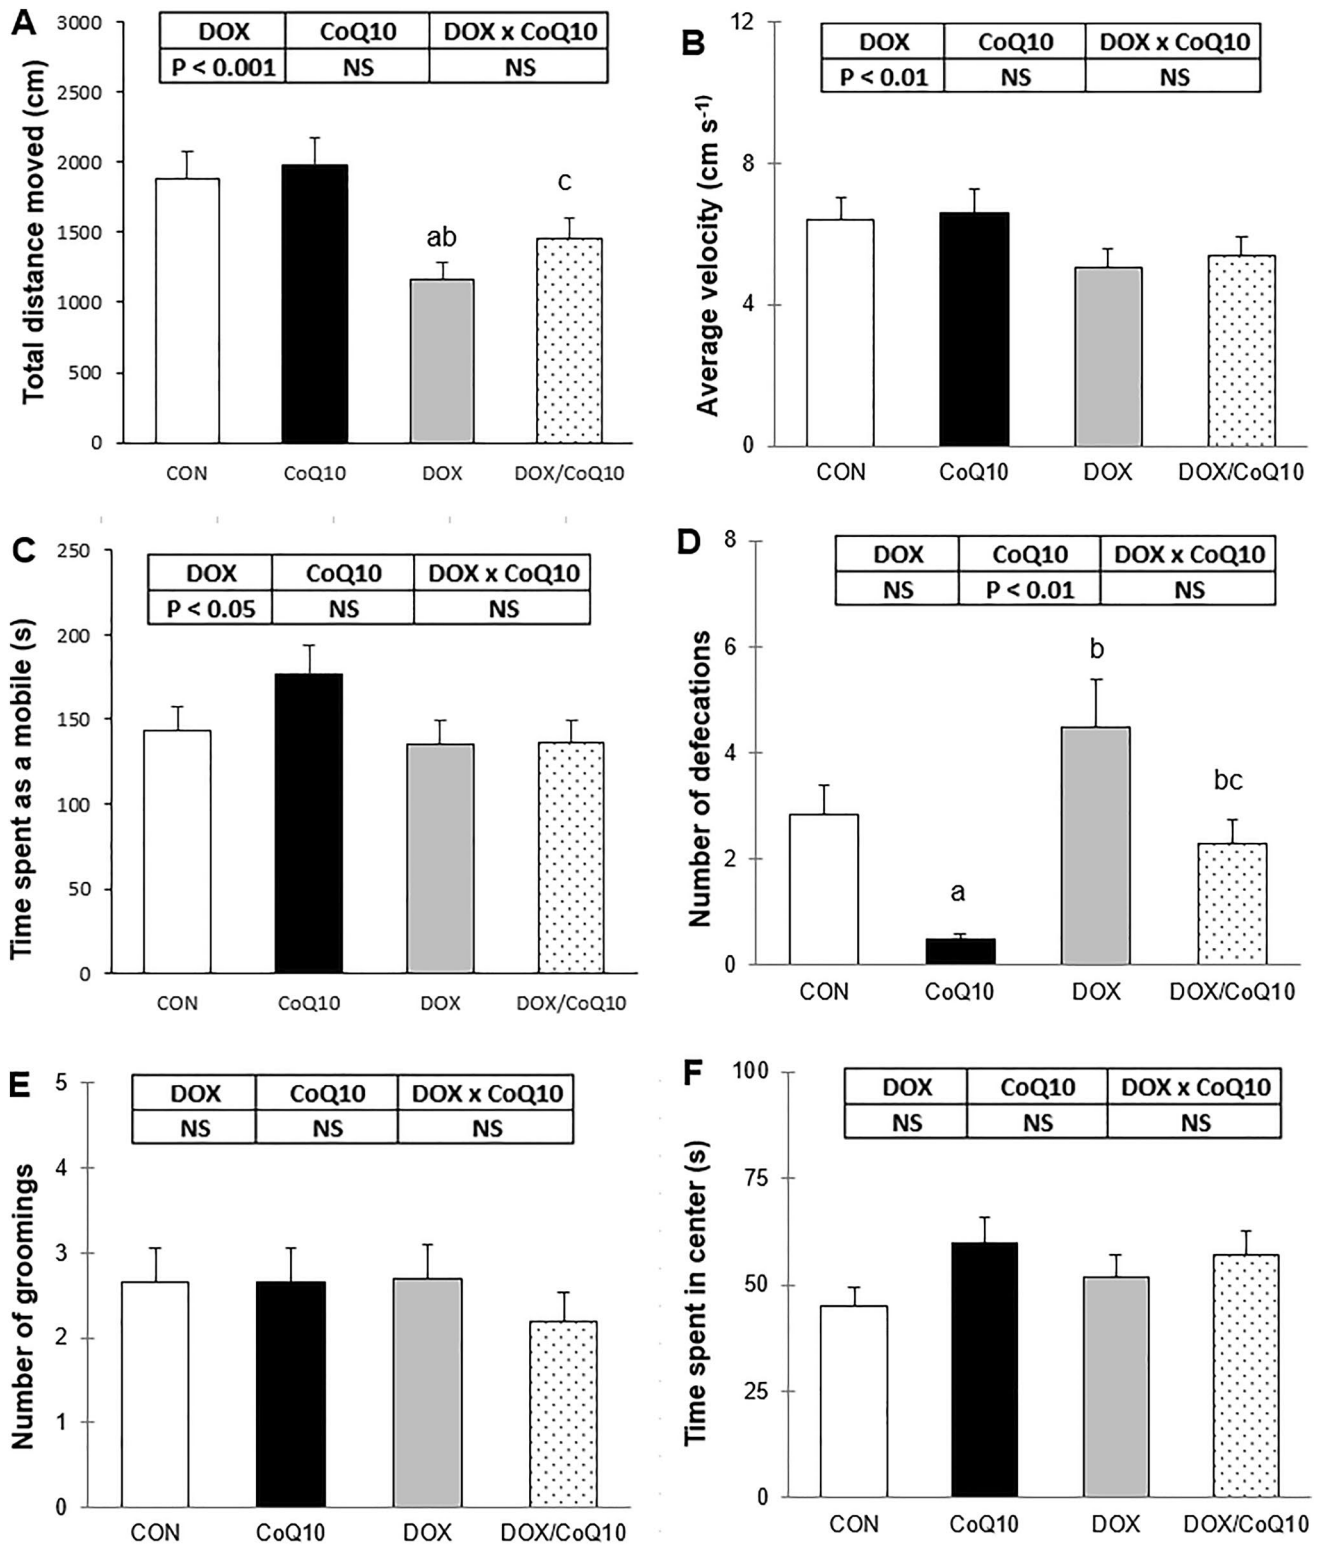 A
DOX CoQ10 DOX x CoQ10
P < 0.001 NS NS
Total distance moved (cm)
3000
2500
2000
1500
1000
500
0
ab
c
CON CoQ10 DOX DOX/CoQ10
B
DOX CoQ10 DOX x CoQ10
P < 0.01 NS NS
Average velocity (cm s-1)
12
8
4
0
CON CoQ10 DOX DOX/CoQ10
C
DOX CoQ10 DOX x CoQ10
P < 0.05 NS NS
Time spent as a mobile (s)
250
200
150
100
50
0
CON CoQ10 DOX DOX/CoQ10
D
DOX CoQ10 DOX x CoQ10
NS P < 0.01 NS
Number of defecations
8
6
4
2
0
a
b
bc
CON CoQ10 DOX DOX/CoQ10
E
DOX CoQ10 DOX x CoQ10
NS NS NS
Number of groomings
5
4
3
2
1
0
CON CoQ10 DOX DOX/CoQ10
F
DOX CoQ10 DOX x CoQ10
NS NS NS
Time spent in center (s)
100
75
50
25
0
CON CoQ10 DOX DOX/CoQ10